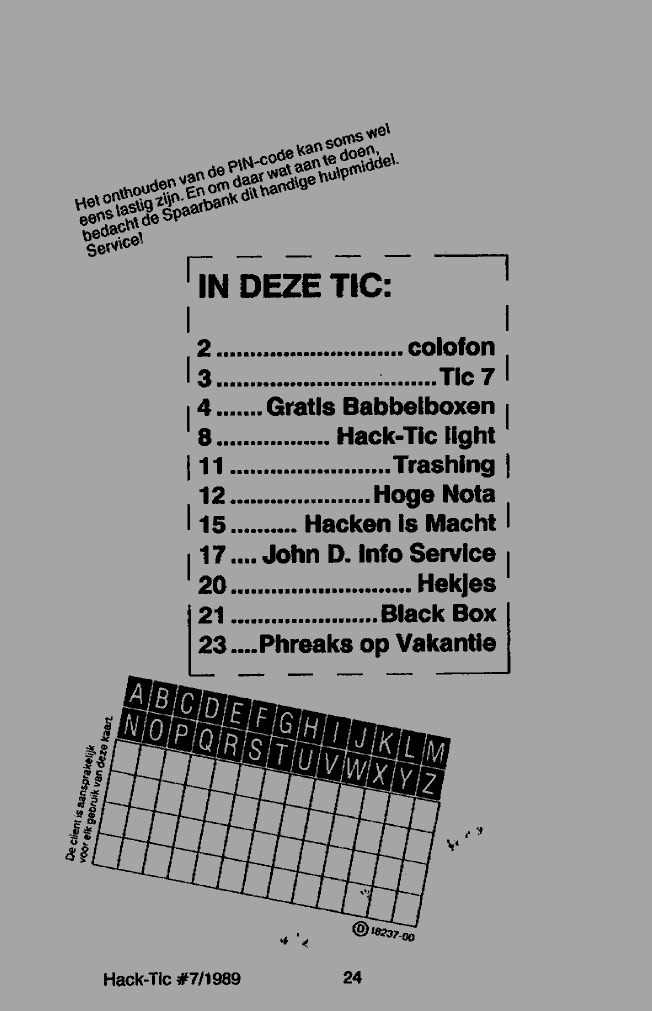 Het onthouden van de PIN-code kan soms wel
eens lastig zijn. En om daar wat aan te doen,
bedacht de Spaarbank dit handige hulpmiddel.
Service!
IN DEZE TIC:
2 ............................ colofon
3 ................................. Tic 7
4 ....... Gratis Babbelboxen
8 ................. Hack-Tic light
11 ........................ Trashing
12 ..................... Hoge Nota
15 .......... Hacken is Macht
17 .... John D. Info Service
20 ........................... Hekjes
21 ...................... Black Box
23 .... Phreaks op Vakantie
A B C D E F G H I J K L M
N O P Q R S T U V W X Y Z
De client is aansprakelijk
voor elk gebruik van deze kaart.
D 18237-00
Hack-Tic #7/1989 24